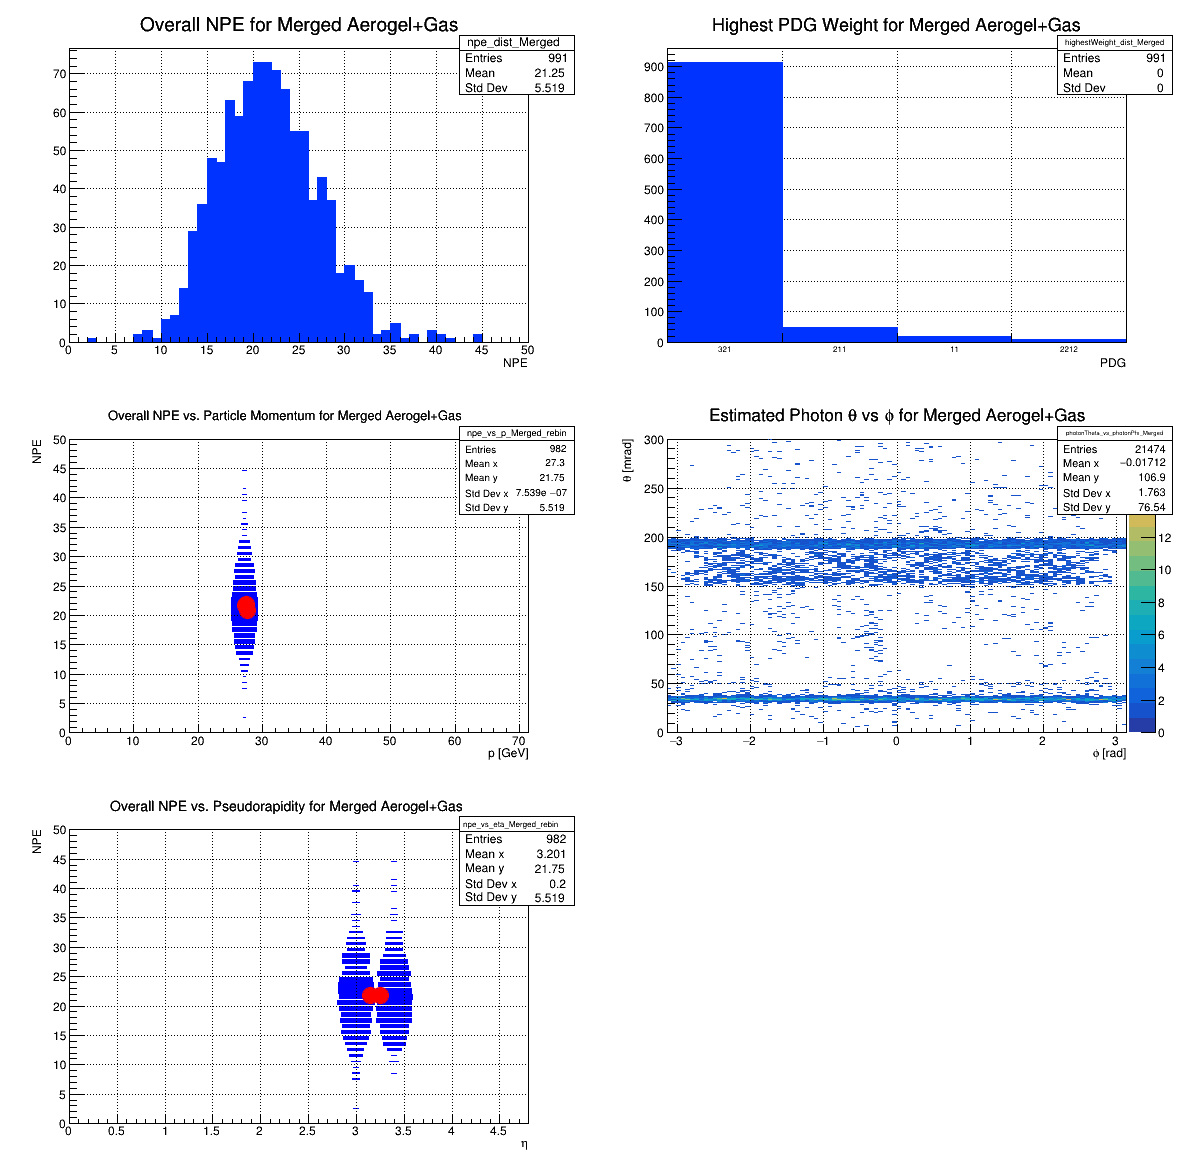 Overall NPE for Merged Aerogel+Gas
npe_dist_Merged
Entries 991
Mean 21.25
Std Dev 5.519
70
60
50
40
30
20
10
0
0 5 10 15 20 25 30 35 40 45 50
NPE
Highest PDG Weight for Merged Aerogel+Gas
highestWeight_dist_Merged
Entries 991
Mean 0
Std Dev 0
900
800
700
600
500
400
300
200
100
0
321 211 11 2212
PDG
Overall NPE vs. Particle Momentum for Merged Aerogel+Gas
npe_vs_p_Merged_rebin
Entries 982
Mean x 27.3
Mean y 21.75
Std Dev x 7.539e −07
Std Dev y 5.519
NPE
50
45
40
35
30
25
20
15
10
5
0
0 10 20 30 40 50 60 70
p [GeV]
Estimated Photon θ vs ϕ for Merged Aerogel+Gas
photonTheta_vs_photonPhi_Merged
Entries 21474
Mean x −0.01712
Mean y 106.9
Std Dev x 1.763
Std Dev y 76.54
θ [mrad]
300
250
200
150
100
50
0
−3 −2 −1 0 1 2 3
ϕ [rad]
12
10
8
6
4
2
0
Overall NPE vs. Pseudorapidity for Merged Aerogel+Gas
npe_vs_eta_Merged_rebin
Entries 982
Mean x 3.201
Mean y 21.75
Std Dev x 0.2
Std Dev y 5.519
NPE
50
45
40
35
30
25
20
15
10
5
0
0 0.5 1 1.5 2 2.5 3 3.5 4 4.5
η